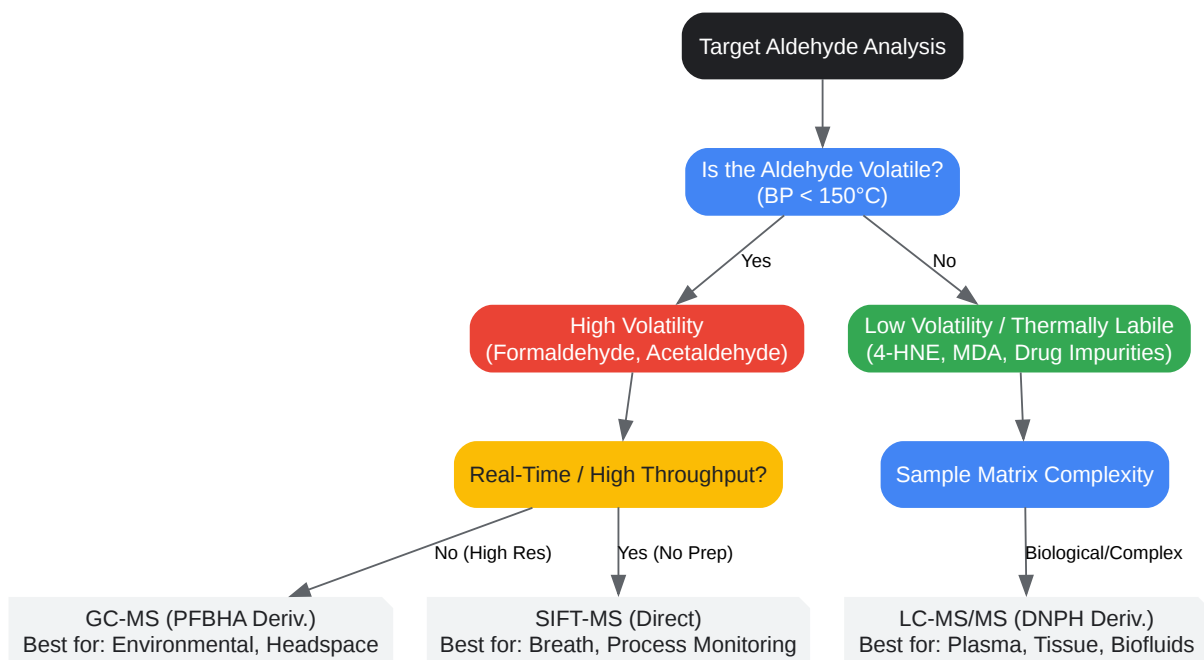 Target Aldehyde Analysis
Is the Aldehyde Volatile?
(BP < 150°C)
Yes
No
High Volatility
(Formaldehyde, Acetaldehyde)
Low Volatility / Thermally Labile
(4-HNE, MDA, Drug Impurities)
Real-Time / High Throughput?
Sample Matrix Complexity
No (High Res)
Yes (No Prep)
Biological/Complex
GC-MS (PFBHA Deriv.)
Best for: Environmental, Headspace
SIFT-MS (Direct)
Best for: Breath, Process Monitoring
LC-MS/MS (DNPH Deriv.)
Best for: Plasma, Tissue, Biofluids